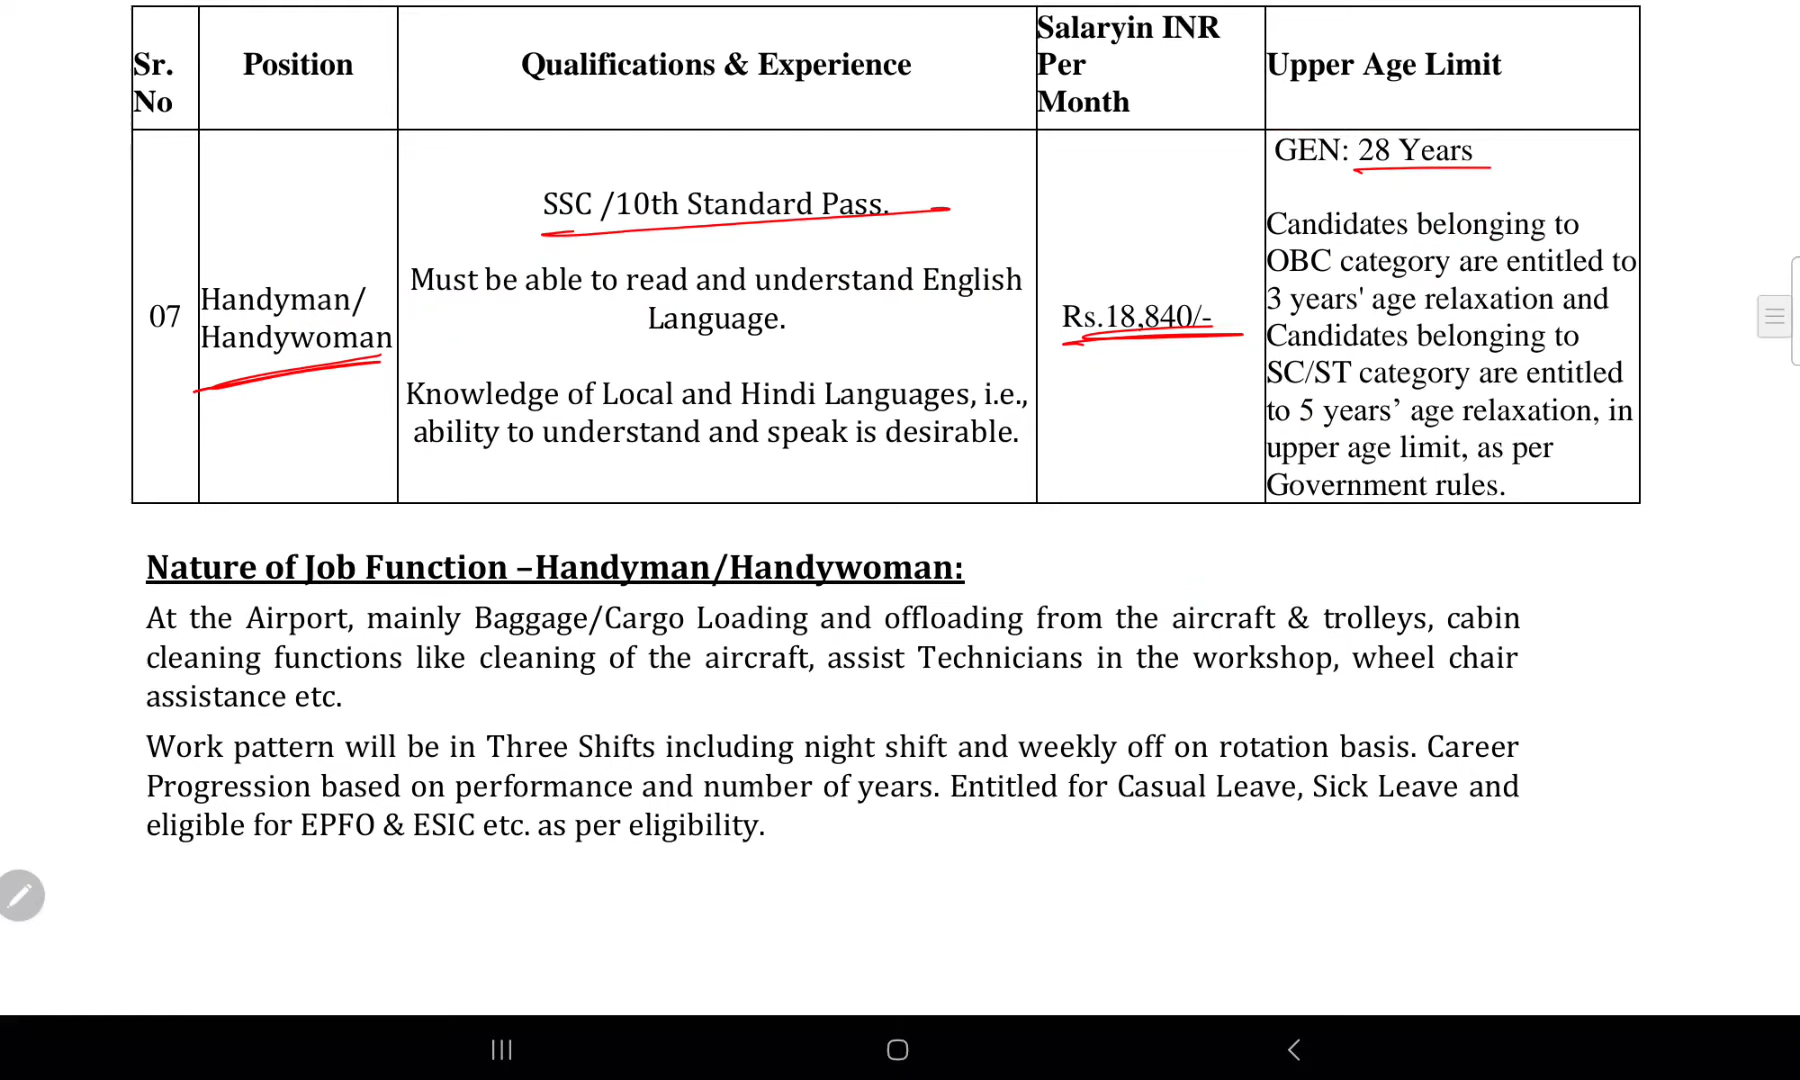 Sr.
No
Position
Qualifications & Experience
Salaryin INR
Per
Month
Upper Age Limit
07
Handyman/
Handywoman
SSC /10th Standard Pass.
Must be able to read and understand English
Language.
Knowledge of Local and Hindi Languages, i.e.,
ability to understand and speak is desirable.
Rs.18,840/-
GEN: 28 Years
Candidates belonging to
OBC category are entitled to
3 years' age relaxation and
Candidates belonging to
SC/ST category are entitled
to 5 years’ age relaxation, in
upper age limit, as per
Government rules.
Nature of Job Function –Handyman/Handywoman:
At the Airport, mainly Baggage/Cargo Loading and offloading from the aircraft & trolleys, cabin
cleaning functions like cleaning of the aircraft, assist Technicians in the workshop, wheel chair
assistance etc.
Work pattern will be in Three Shifts including night shift and weekly off on rotation basis. Career
Progression based on performance and number of years. Entitled for Casual Leave, Sick Leave and
eligible for EPFO & ESIC etc. as per eligibility.